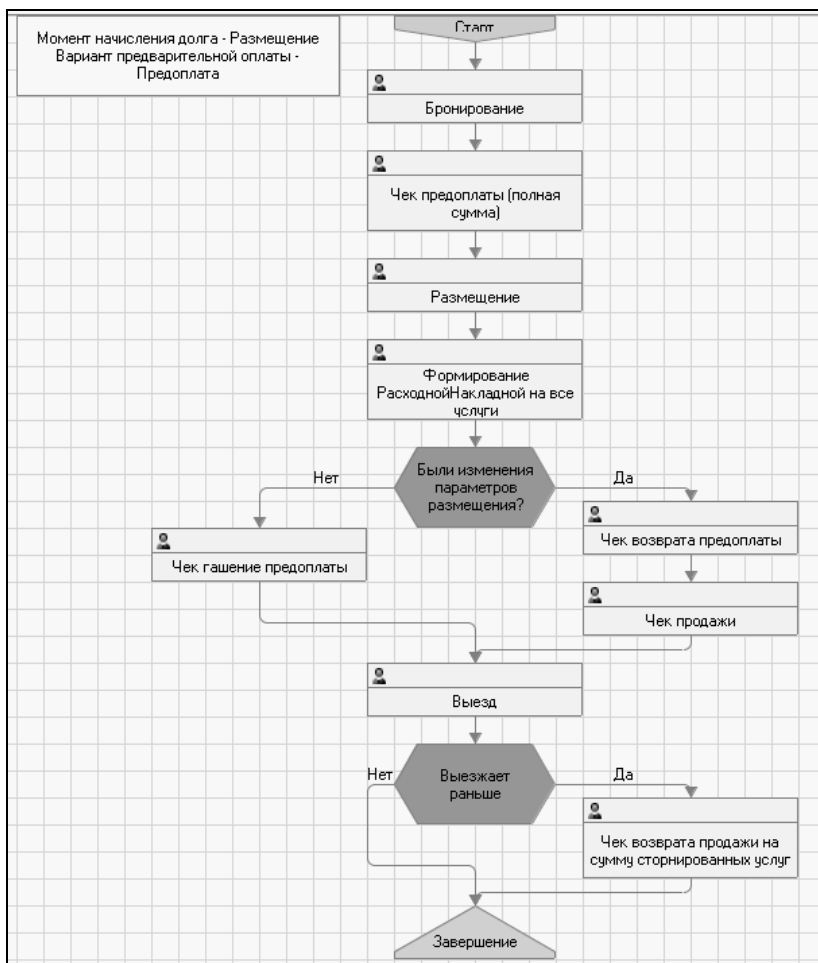 Момент начисления долга - Размещение
Вариант предварительной оплаты -
Предоплата
Старт
Бронирование
Чек предоплаты (полная
сумма)
Размещение
Формирование
РасходнойНакладной на все
услуги
Были изменения
параметров
размещения?
Нет
Да
Чек гашение предоплаты
Чек возврата предоплаты
Чек продажи
Выезд
Выезжает
раньше
Нет
Да
Чек возврата продажи на
сумму сторнированных услуг
Завершение